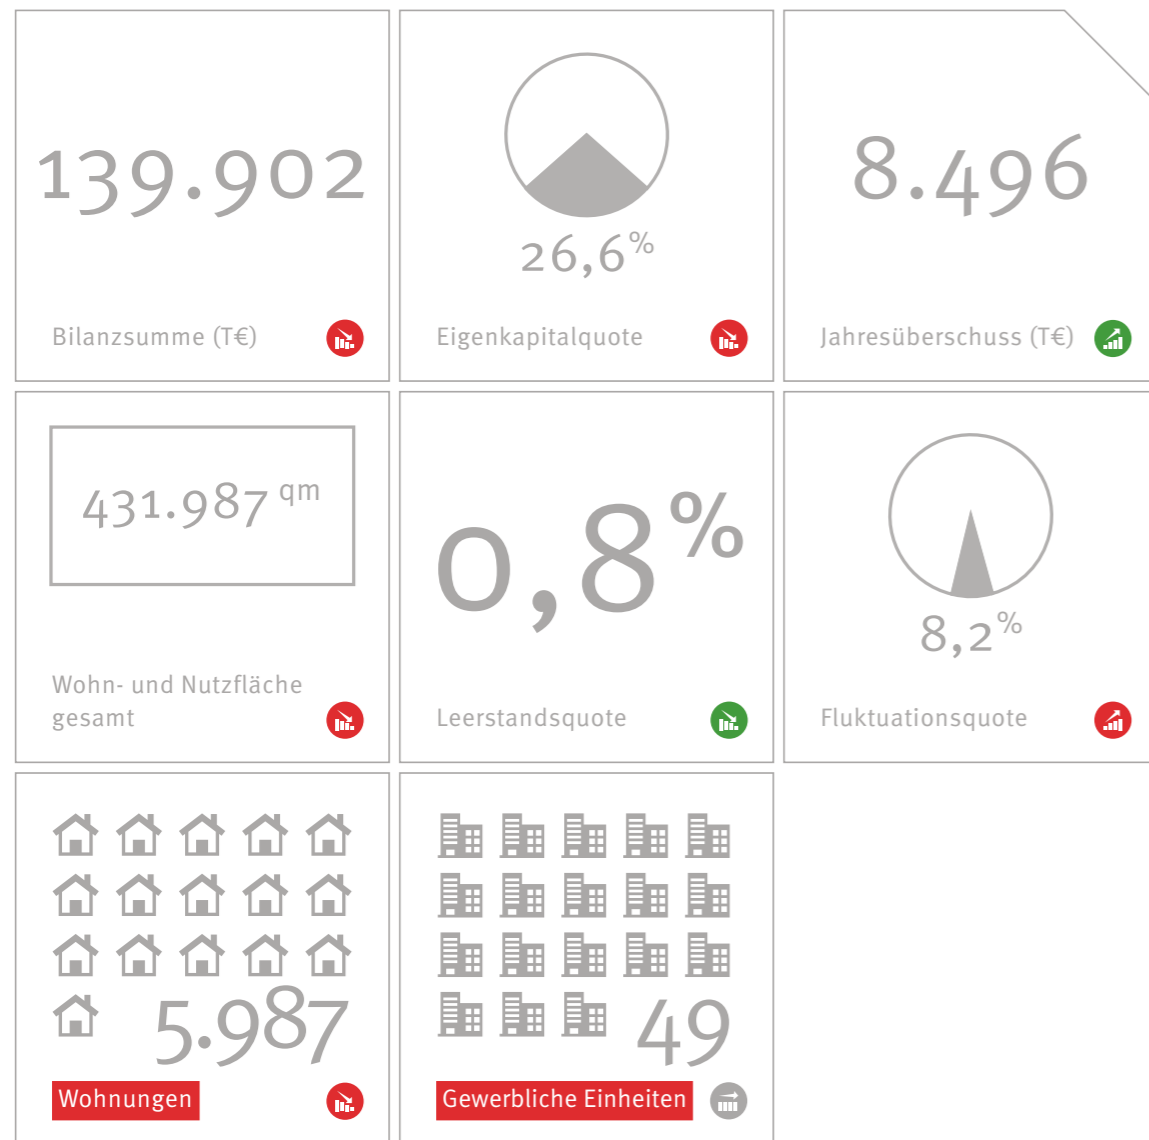 139.902
Bilanzsumme (T€)
26,6%
Eigenkapitalquote
8.496
Jahresüberschuss (T€)
431.987 qm
Wohn- und Nutzfläche
gesamt
0,8%
Leerstandsquote
8,2%
Fluktuationsquote
5.987
Wohnungen
49
Gewerbliche Einheiten